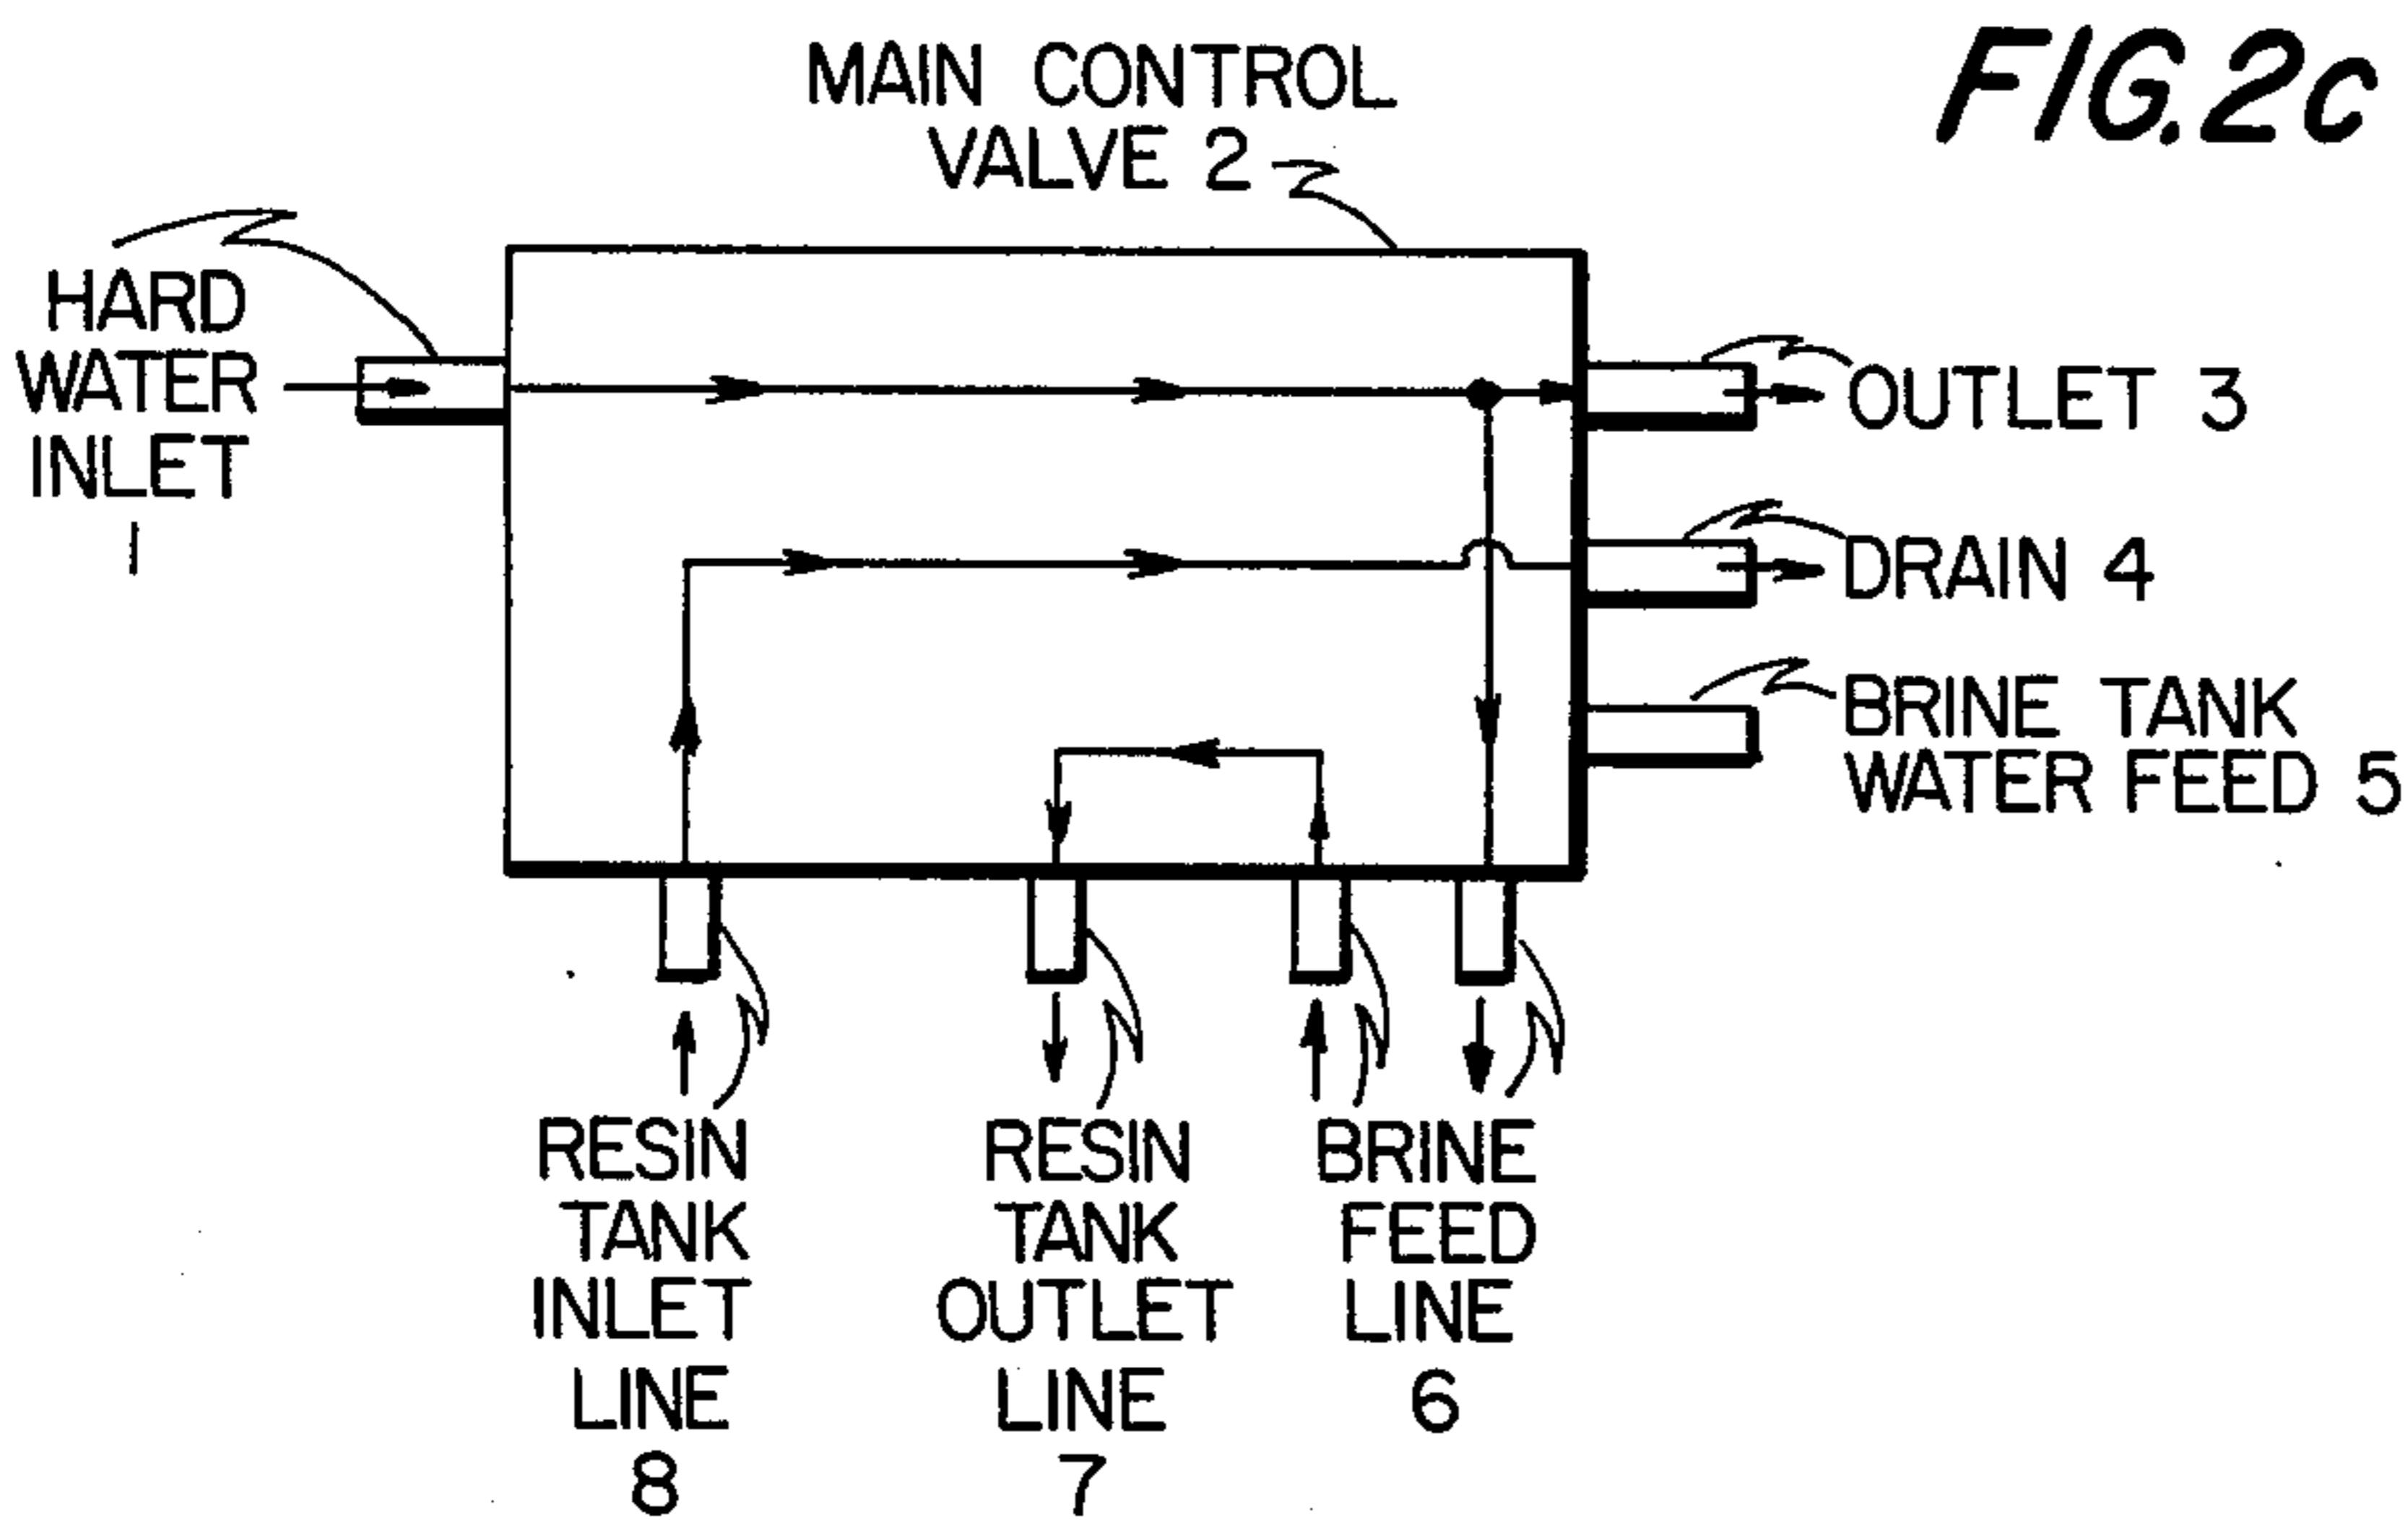 FIG. 2c
MAIN CONTROL
VALVE 2
HARD
WATER
INLET
1
OUTLET 3
DRAIN 4
BRINE TANK
WATER FEED 5
RESIN
TANK
INLET
LINE
8
RESIN
TANK
OUTLET
LINE
7
BRINE
FEED
LINE
6